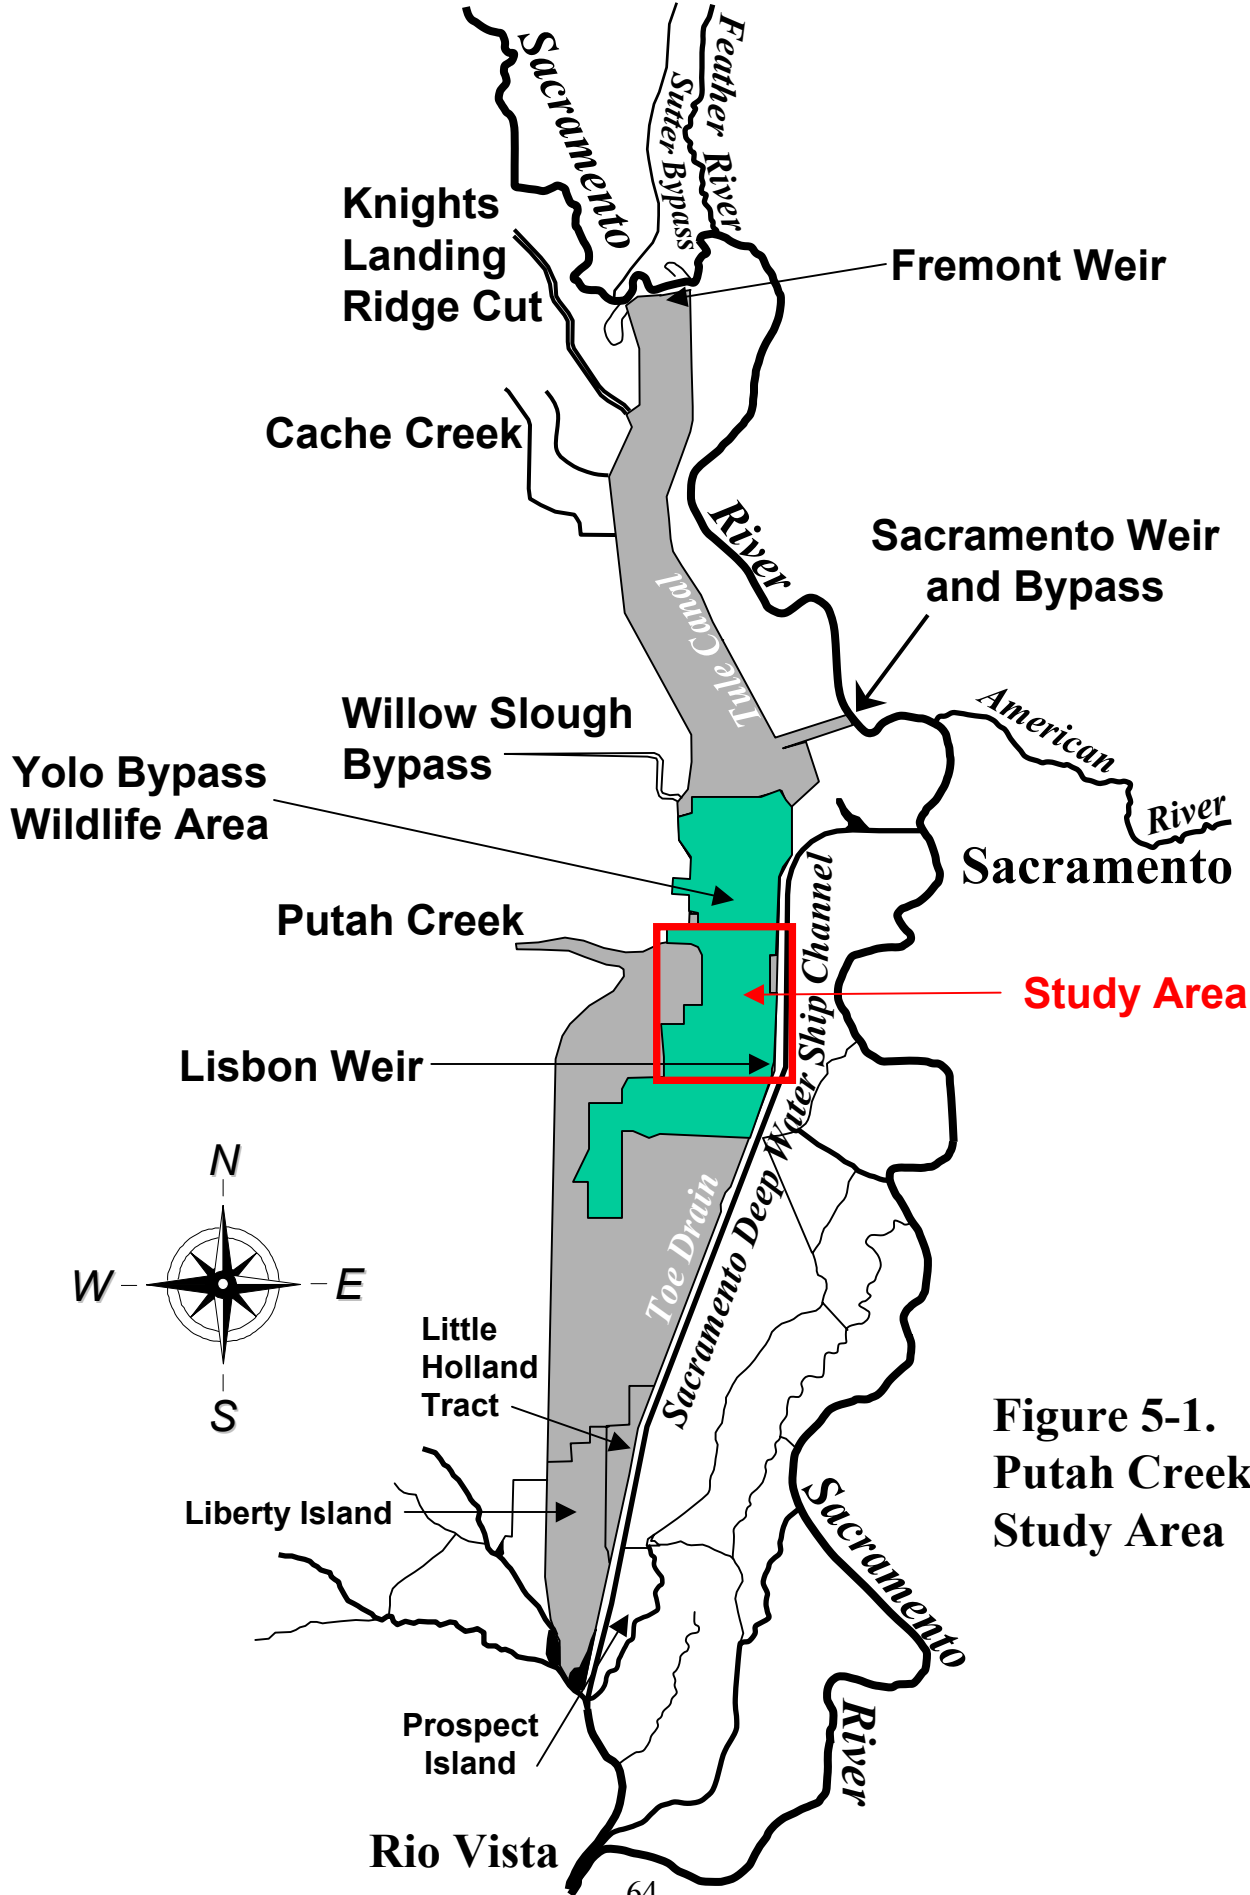 Sacramento
Feather River
Sutter Bypass
Knights
Landing
Ridge Cut
Fremont Weir
Cache Creek
River
Sacramento Weir
and Bypass
Tule Canal
American
River
Willow Slough
Bypass
Yolo Bypass
Wildlife Area
Sacramento
Putah Creek
Study Area
Lisbon Weir
Sacramento Deep Water Ship Channel
Toe Drain
N
W
E
S
Little
Holland
Tract
Figure 5-1.
Putah Creek
Study Area
Liberty Island
Sacramento
River
Prospect
Island
Rio Vista
64